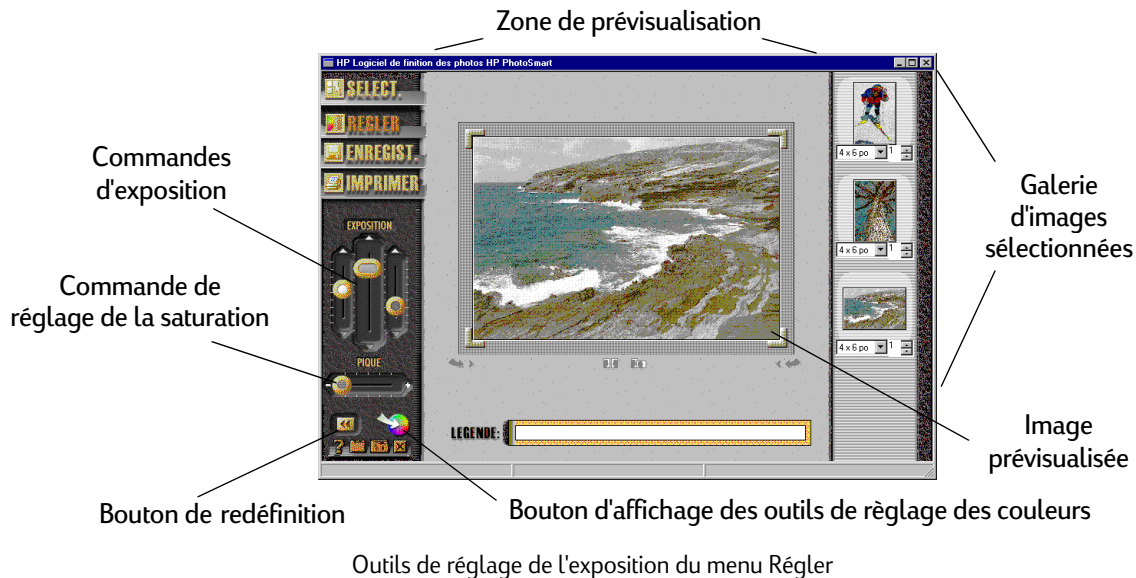 Zone de prévisualisation
HP Logiciel de finition des photos HP PhotoSmart
SELECT.
REGLER
ENREGIST.
IMPRIMER
EXPOSITION
PIQUE
- +
?
LEGENDE:
4 x 6 po 1
4 x 6 po 1
4 x 6 po 1
Commandes
d'exposition
Commande de
réglage de la saturation
Galerie
d'images
sélectionnées
Image
prévisualisée
Bouton de redéfinition
Bouton d'affichage des outils de règlage des couleurs
Outils de réglage de l'exposition du menu Régler